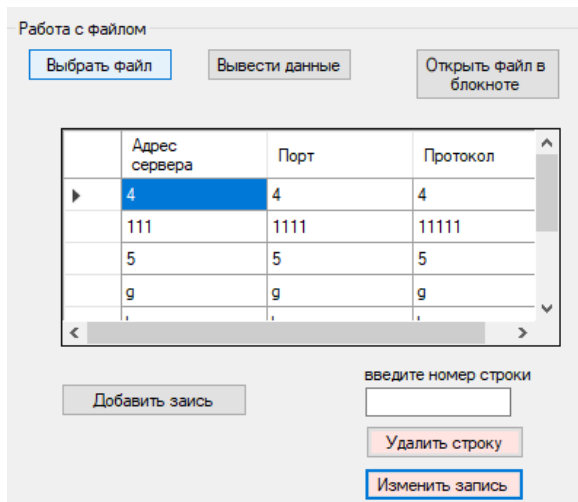 Работа с файлом
Выбрать файл Вывести данные Открыть файл в
блокноте
Адрес
сервера Порт Протокол
4 4 4
111 1111 11111
5 5 5
g g g
введите номер строки
Добавить заись
Удалить строку
Изменить запись